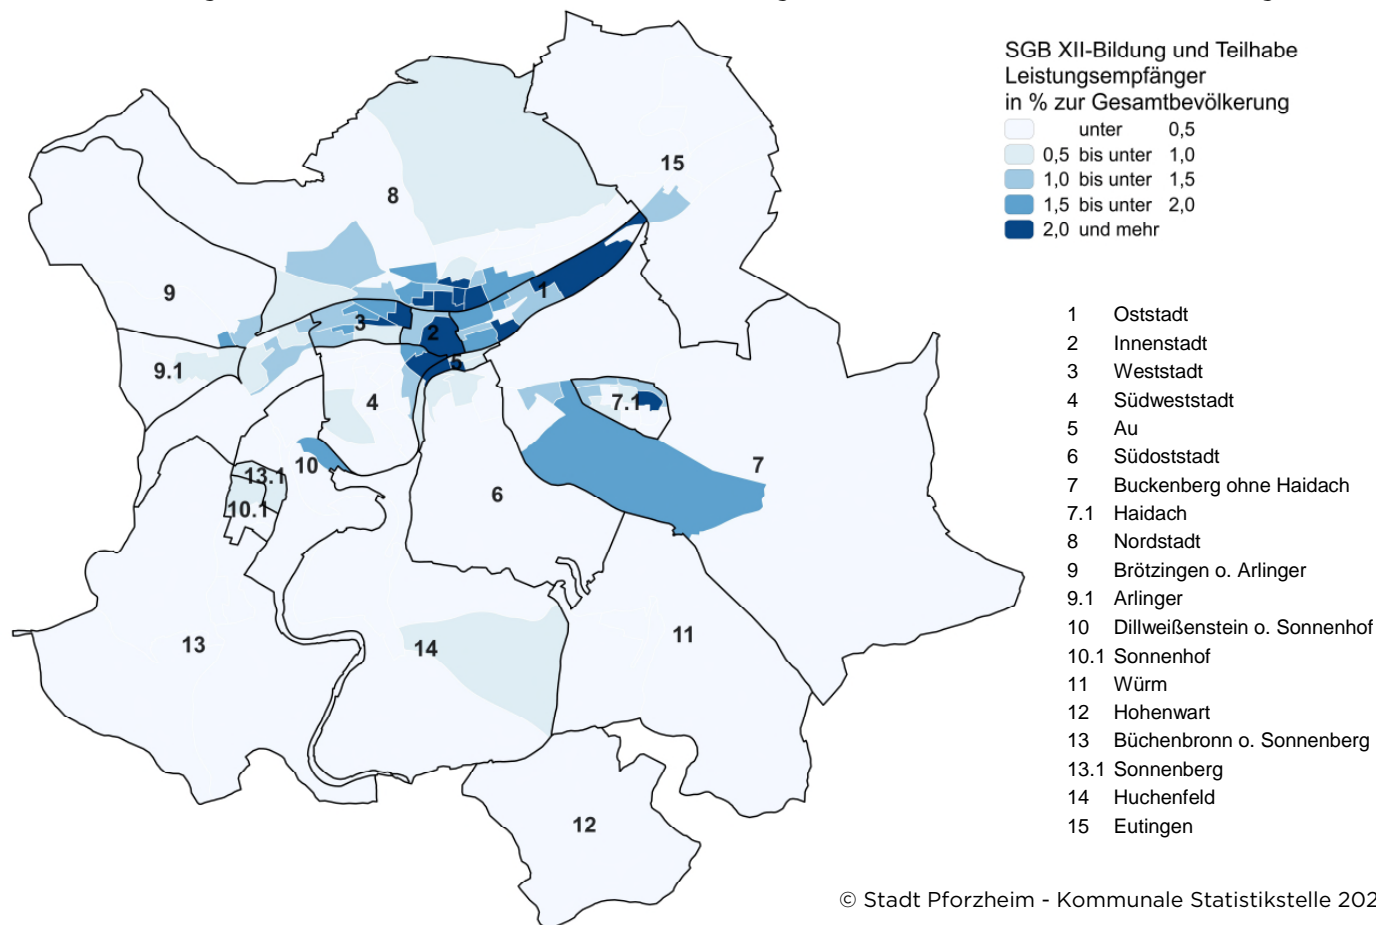 SGB XII-Bildung und Teilhabe
Leistungsempfänger
in % zur Gesamtbevölkerung
unter 0,5
0,5 bis unter 1,0
1,0 bis unter 1,5
1,5 bis unter 2,0
2,0 und mehr
15
8
9
1
3
2
5
9.1
4
7.1
10
13.1
10.1
6
7
13
14
11
12
1 Oststadt
2 Innenstadt
3 Weststadt
4 Südweststadt
5 Au
6 Südoststadt
7 Buckenberg ohne Haidach
7.1 Haidach
8 Nordstadt
9 Brötzingen o. Arlinger
9.1 Arlinger
10 Dillweißenstein o. Sonnenhof
10.1 Sonnenhof
11 Würm
12 Hohenwart
13 Büchenbronn o. Sonnenberg
13.1 Sonnenberg
14 Huchenfeld
15 Eutingen
© Stadt Pforzheim - Kommunale Statistikstelle 202